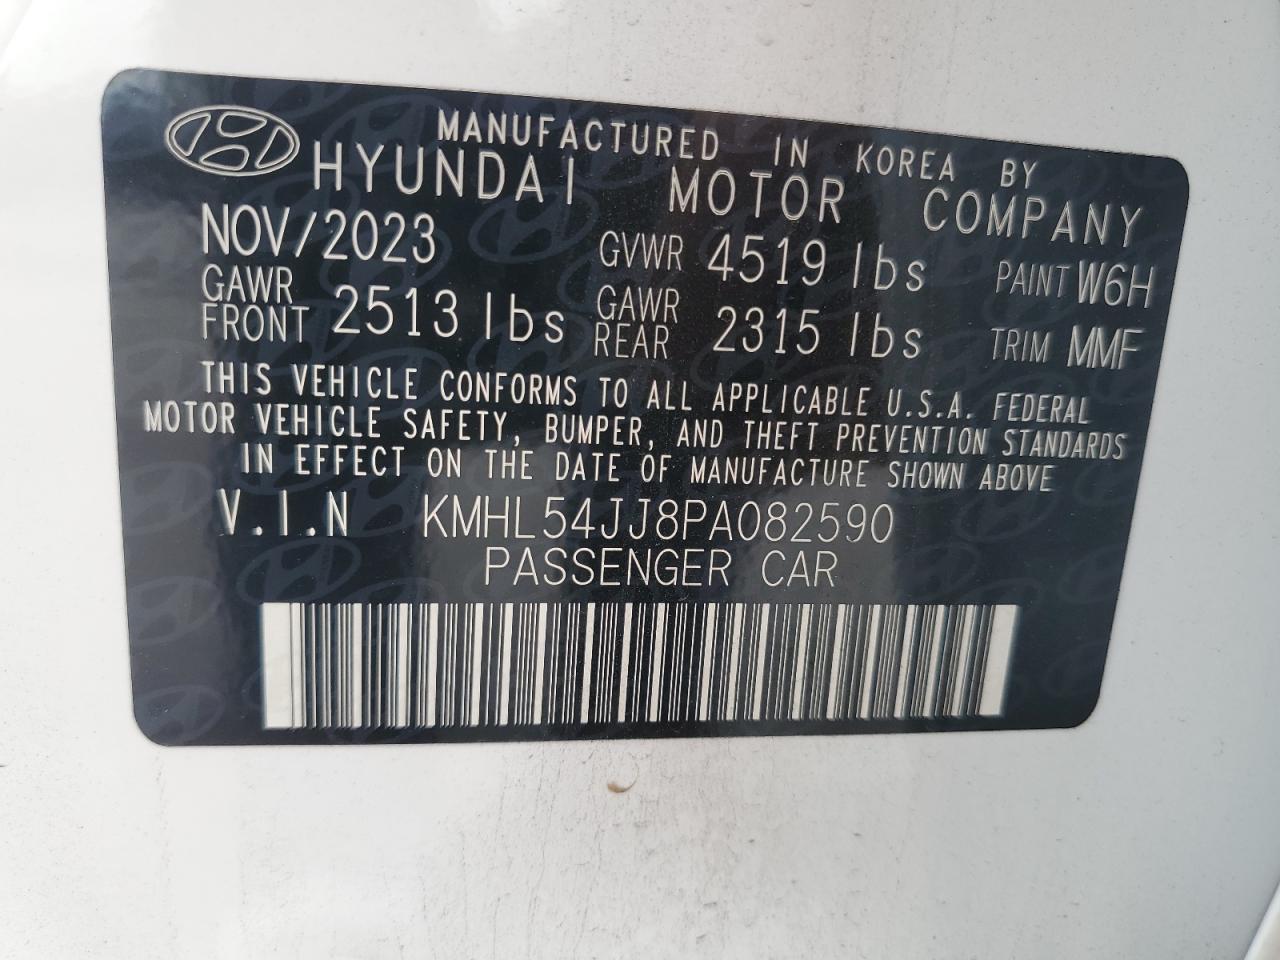 MANUFACTURED IN KOREA BY
HYUNDAI MOTOR COMPANY
NOV/2023 GVWR 4519 lbs PAINT W6H
GAWR FRONT 2513 lbs GAWR REAR 2315 lbs TRIM MMF
THIS VEHICLE CONFORMS TO ALL APPLICABLE U.S.A. FEDERAL
MOTOR VEHICLE SAFETY, BUMPER, AND THEFT PREVENTION STANDARDS
IN EFFECT ON THE DATE OF MANUFACTURE SHOWN ABOVE
V.I.N KMHL54JJ8PA082590
PASSENGER CAR